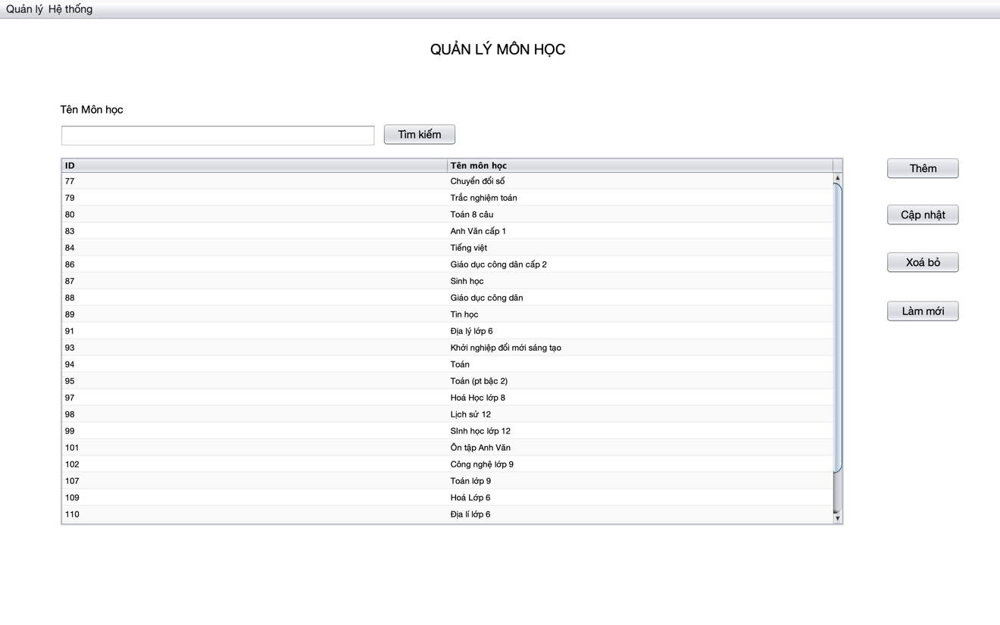 Quản lý Hệ thống
QUẢN LÝ MÔN HỌC
Tên Môn học
Tìm kiếm
ID Tên môn học
77 Chuyển đổi số
79 Trắc nghiệm toán
80 Toán 8 câu
83 Anh Văn cấp 1
84 Tiếng việt
86 Giáo dục công dân cấp 2
87 Sinh học
88 Giáo dục công dân
89 Tin học
91 Địa lý lớp 6
93 Khởi nghiệp đổi mới sáng tạo
94 Toán
95 Toán (pt bậc 2)
97 Hoá Học lớp 8
98 Lịch sử 12
99 SInh học lớp 12
101 Ôn tập Anh Văn
102 Công nghệ lớp 9
107 Toán lớp 9
109 Hoá Lớp 6
110 Địa lí lớp 6
Thêm
Cập nhật
Xoá bỏ
Làm mới